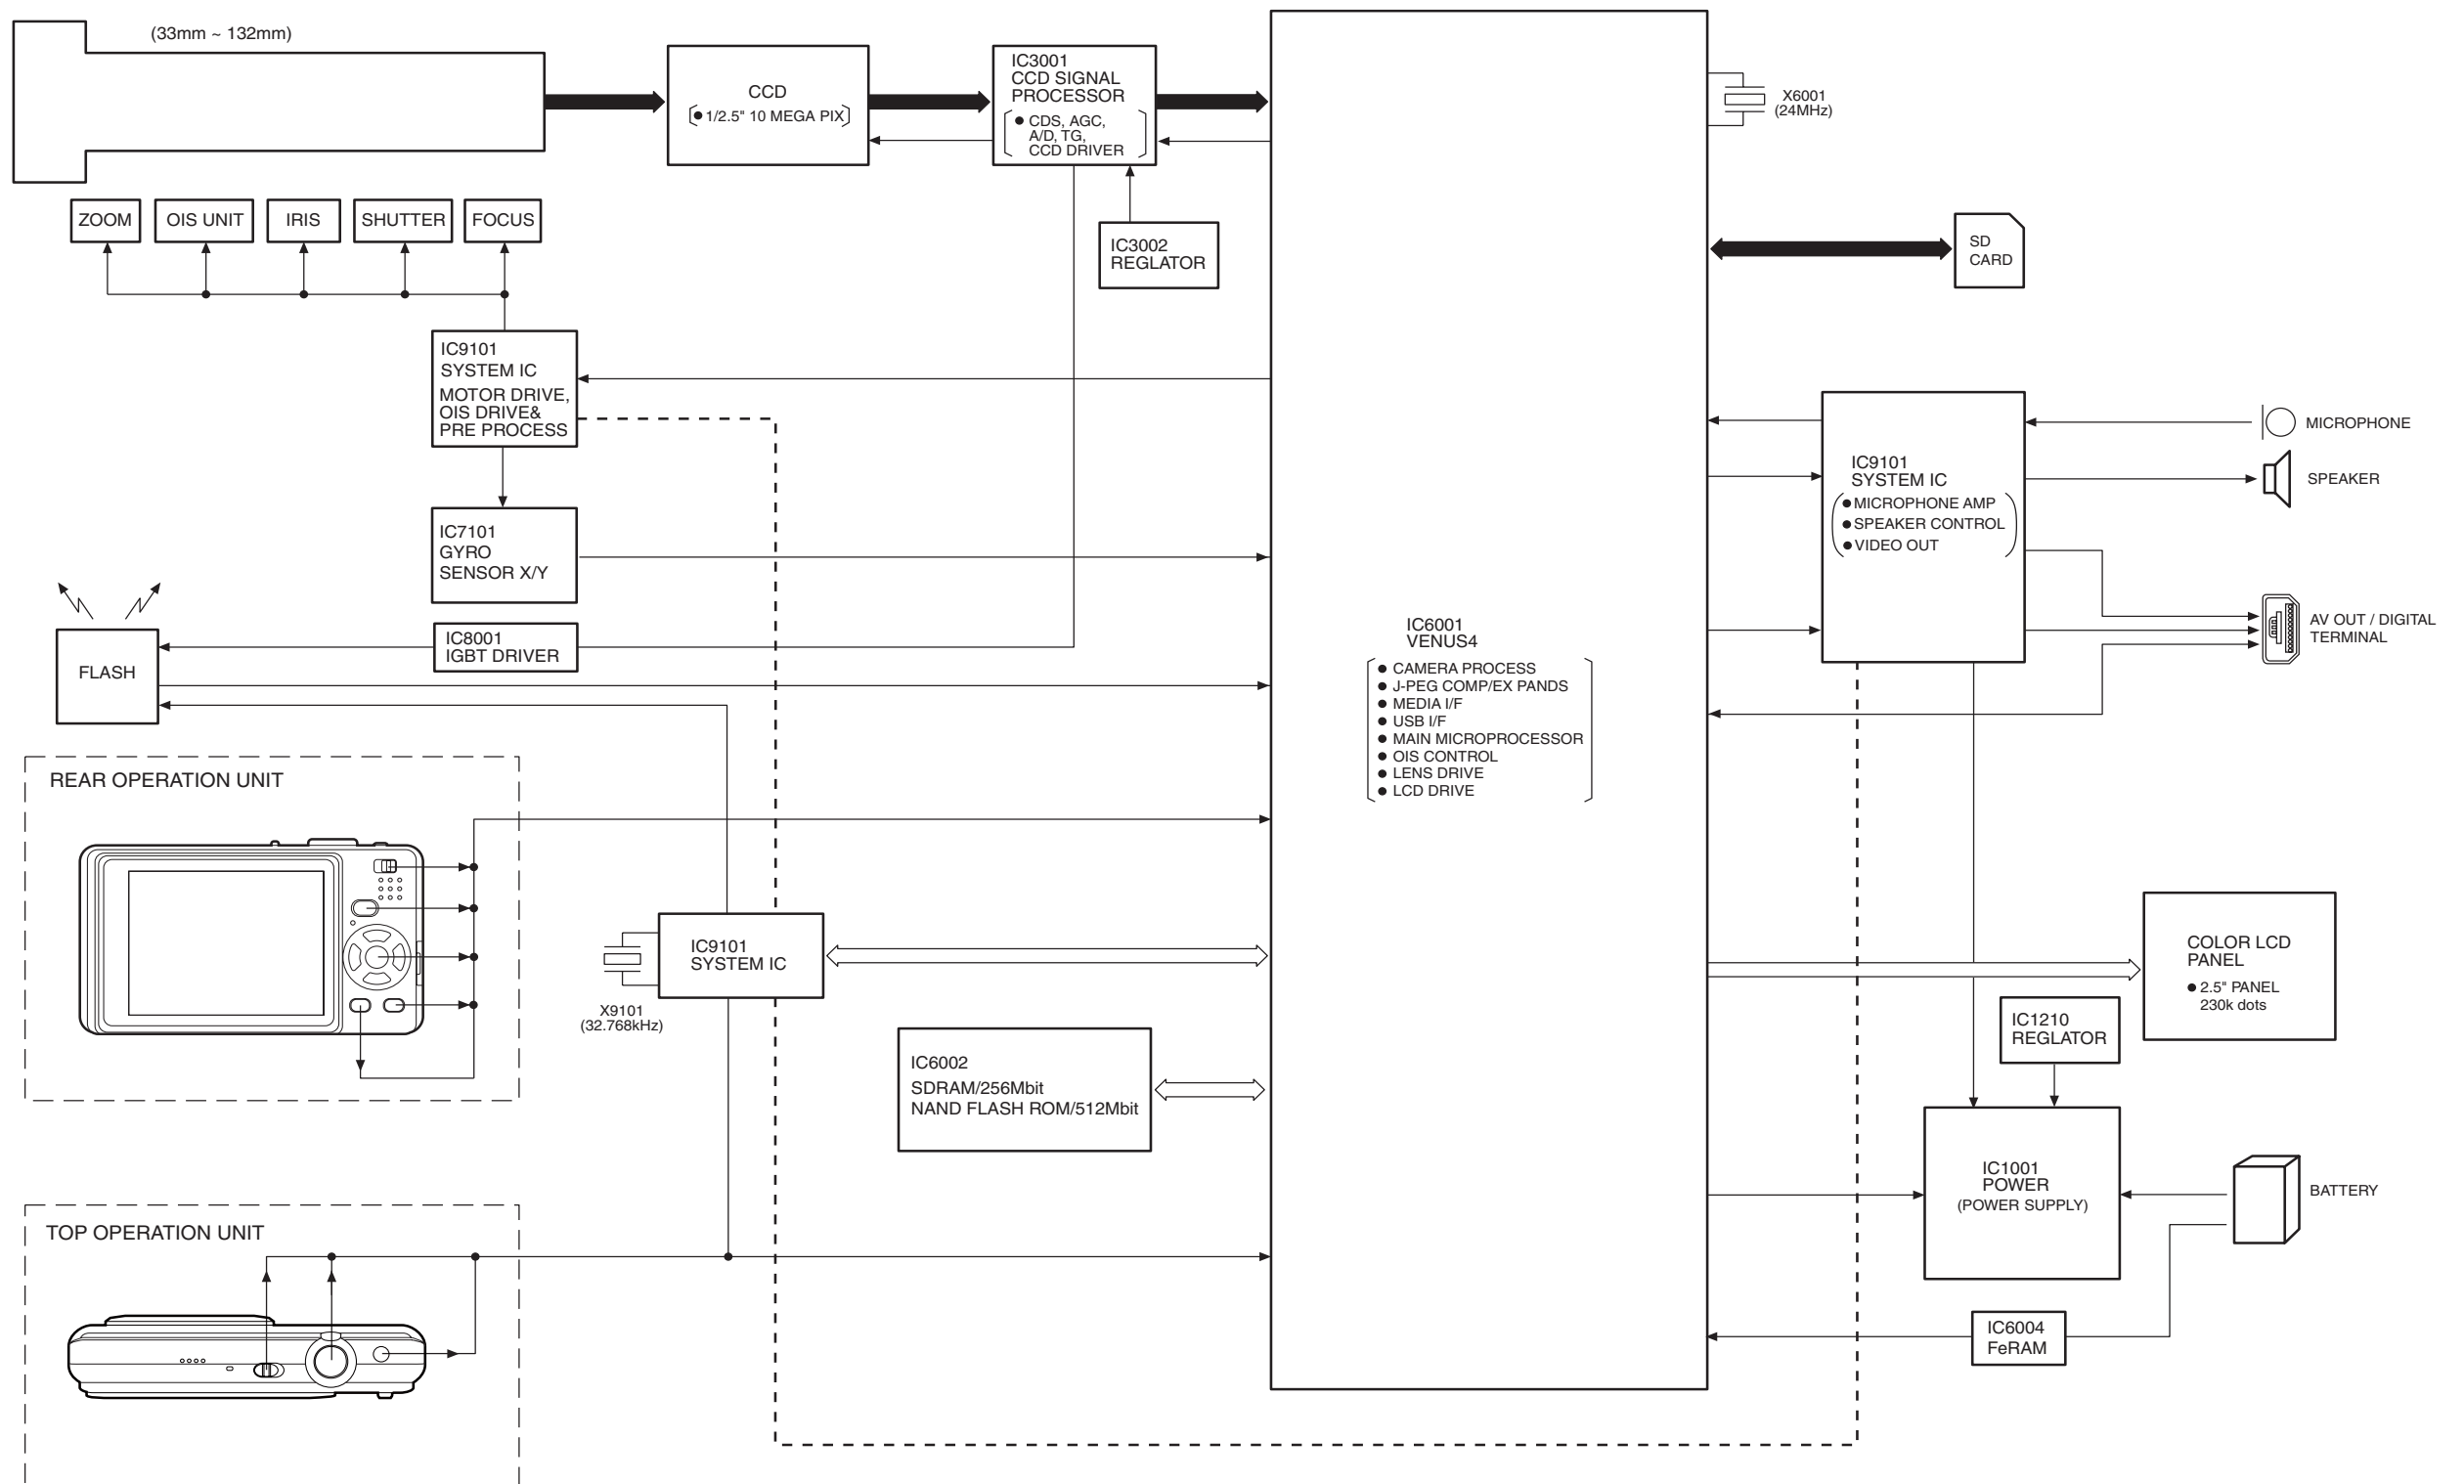 (33mm ~ 132mm)
CCD
● 1/2.5" 10 MEGA PIX
IC3001
CCD SIGNAL
PROCESSOR
● CDS, AGC,
A/D, TG,
CCD DRIVER
X6001
(24MHz)
ZOOM
OIS UNIT
IRIS
SHUTTER
FOCUS
IC3002
REGLATOR
SD
CARD
IC9101
SYSTEM IC
MOTOR DRIVE,
OIS DRIVE&
PRE PROCESS
IC7101
GYRO
SENSOR X/Y
IC9101
SYSTEM IC
● MICROPHONE AMP
● SPEAKER CONTROL
● VIDEO OUT
MICROPHONE
SPEAKER
AV OUT / DIGITAL
TERMINAL
IC8001
IGBT DRIVER
FLASH
IC6001
VENUS4
● CAMERA PROCESS
● J-PEG COMP/EX PANDS
● MEDIA I/F
● USB I/F
● MAIN MICROPROCESSOR
● OIS CONTROL
● LENS DRIVE
● LCD DRIVE
REAR OPERATION UNIT
IC9101
SYSTEM IC
X9101
(32.768kHz)
COLOR LCD
PANEL
● 2.5" PANEL
230k dots
IC1210
REGLATOR
IC6002
SDRAM/256Mbit
NAND FLASH ROM/512Mbit
IC1001
POWER
(POWER SUPPLY)
BATTERY
TOP OPERATION UNIT
IC6004
FeRAM